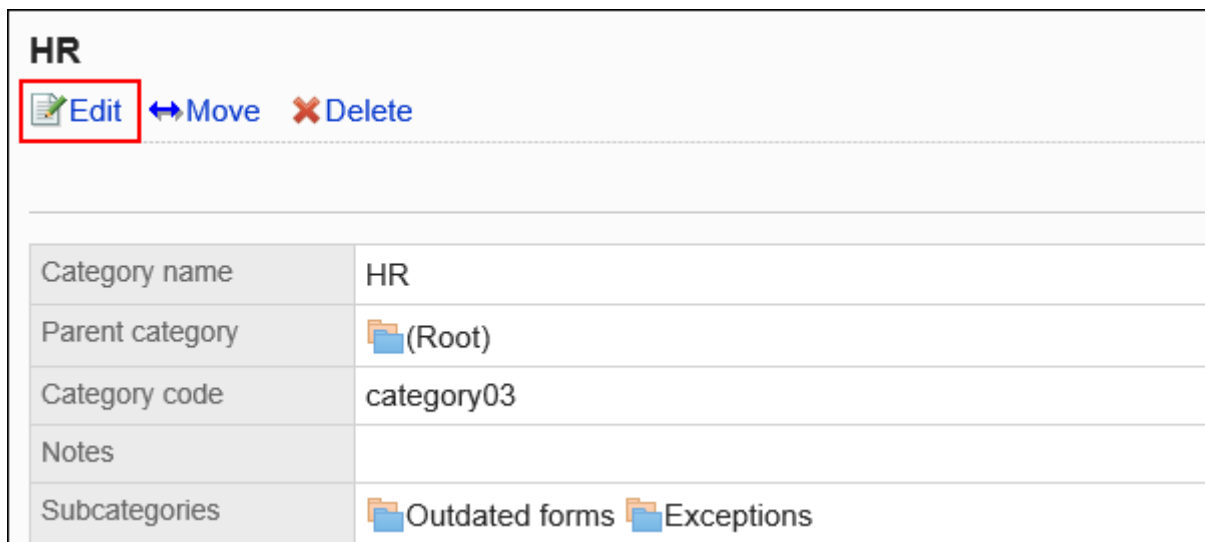 HR
Edit Move Delete
Category name HR
Parent category (Root)
Category code category03
Notes
Subcategories Outdated forms Exceptions